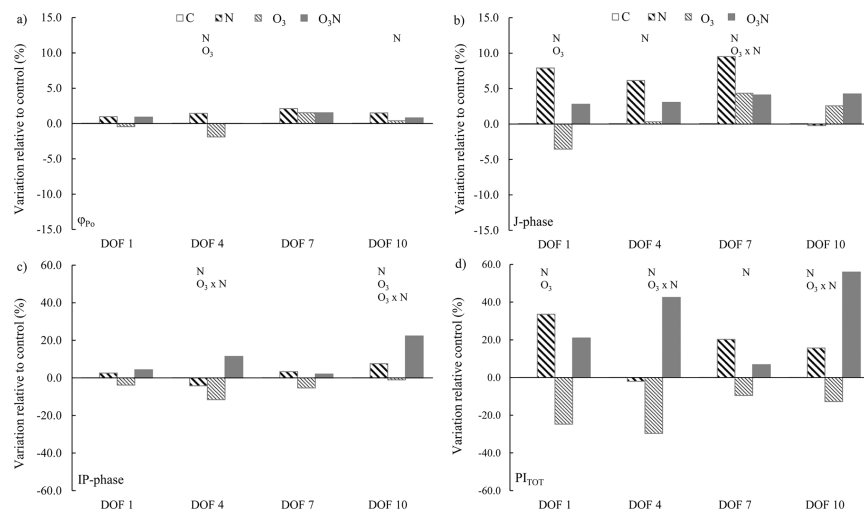 a)
C N O3 O3N
Variation relative to control (%)
15.0
10.0
5.0
0.0
-5.0
-10.0
-15.0
N
O3
N
φPo
DOF 1 DOF 4 DOF 7 DOF 10
b)
C N O3 O3N
Variation relative to control (%)
15.0
10.0
5.0
0.0
-5.0
-10.0
-15.0
N
O3
N
N
O3 x N
J-phase
DOF 1 DOF 4 DOF 7 DOF 10
c)
Variation relative to control (%)
60.0
40.0
20.0
0.0
-20.0
-40.0
-60.0
N
O3 x N
N
O3
O3 x N
IP-phase
DOF 1 DOF 4 DOF 7 DOF 10
d)
Variation relative to control (%)
60.0
40.0
20.0
0.0
-20.0
-40.0
-60.0
N
O3
N
O3 x N
N
N
O3 x N
PITOT
DOF 1 DOF 4 DOF 7 DOF 10